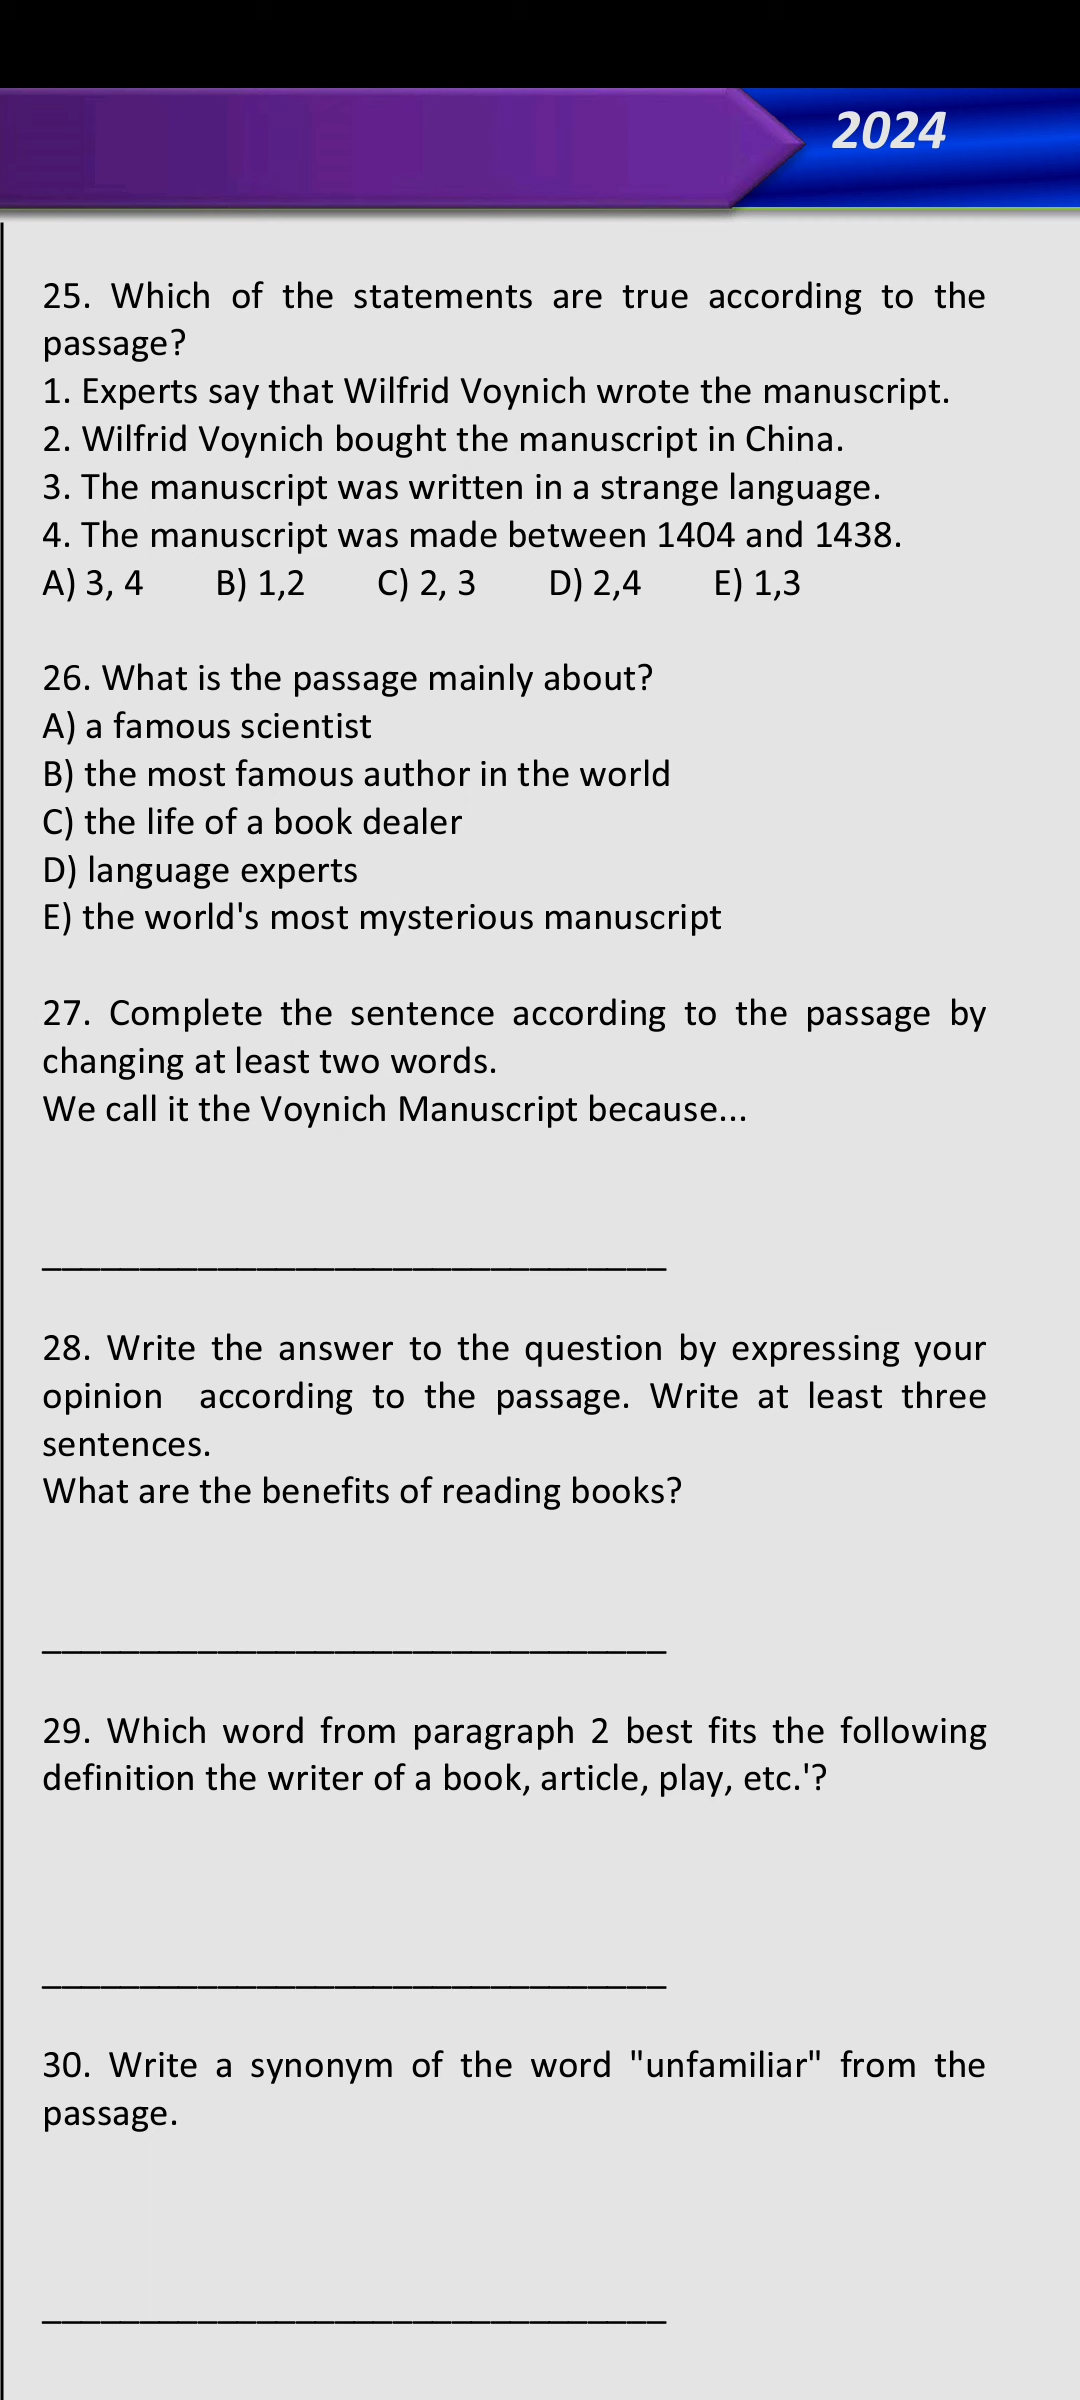 2024
25. Which of the statements are true according to the
passage?
1. Experts say that Wilfrid Voynich wrote the manuscript.
2. Wilfrid Voynich bought the manuscript in China.
3. The manuscript was written in a strange language.
4. The manuscript was made between 1404 and 1438.
A) 3, 4 B) 1,2 C) 2, 3 D) 2,4 E) 1,3
26. What is the passage mainly about?
A) a famous scientist
B) the most famous author in the world
C) the life of a book dealer
D) language experts
E) the world's most mysterious manuscript
27. Complete the sentence according to the passage by
changing at least two words.
We call it the Voynich Manuscript because...
________________________________
28. Write the answer to the question by expressing your
opinion according to the passage. Write at least three
sentences.
What are the benefits of reading books?
________________________________
29. Which word from paragraph 2 best fits the following
definition the writer of a book, article, play, etc.'?
________________________________
30. Write a synonym of the word "unfamiliar" from the
passage.
________________________________